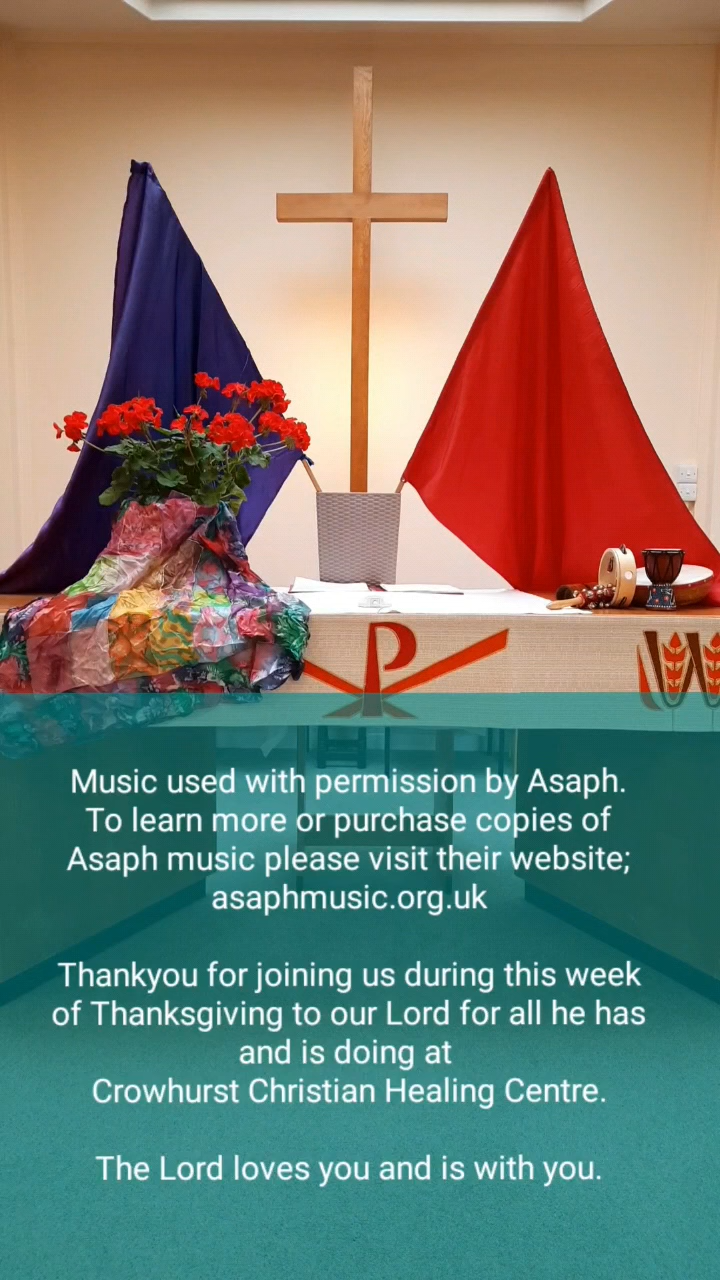 Music used with permission by Asaph.
To learn more or purchase copies of
Asaph music please visit their website;
asaphmusic.org.uk
Thankyou for joining us during this week
of Thanksgiving to our Lord for all he has
and is doing at
Crowhurst Christian Healing Centre.
The Lord loves you and is with you.